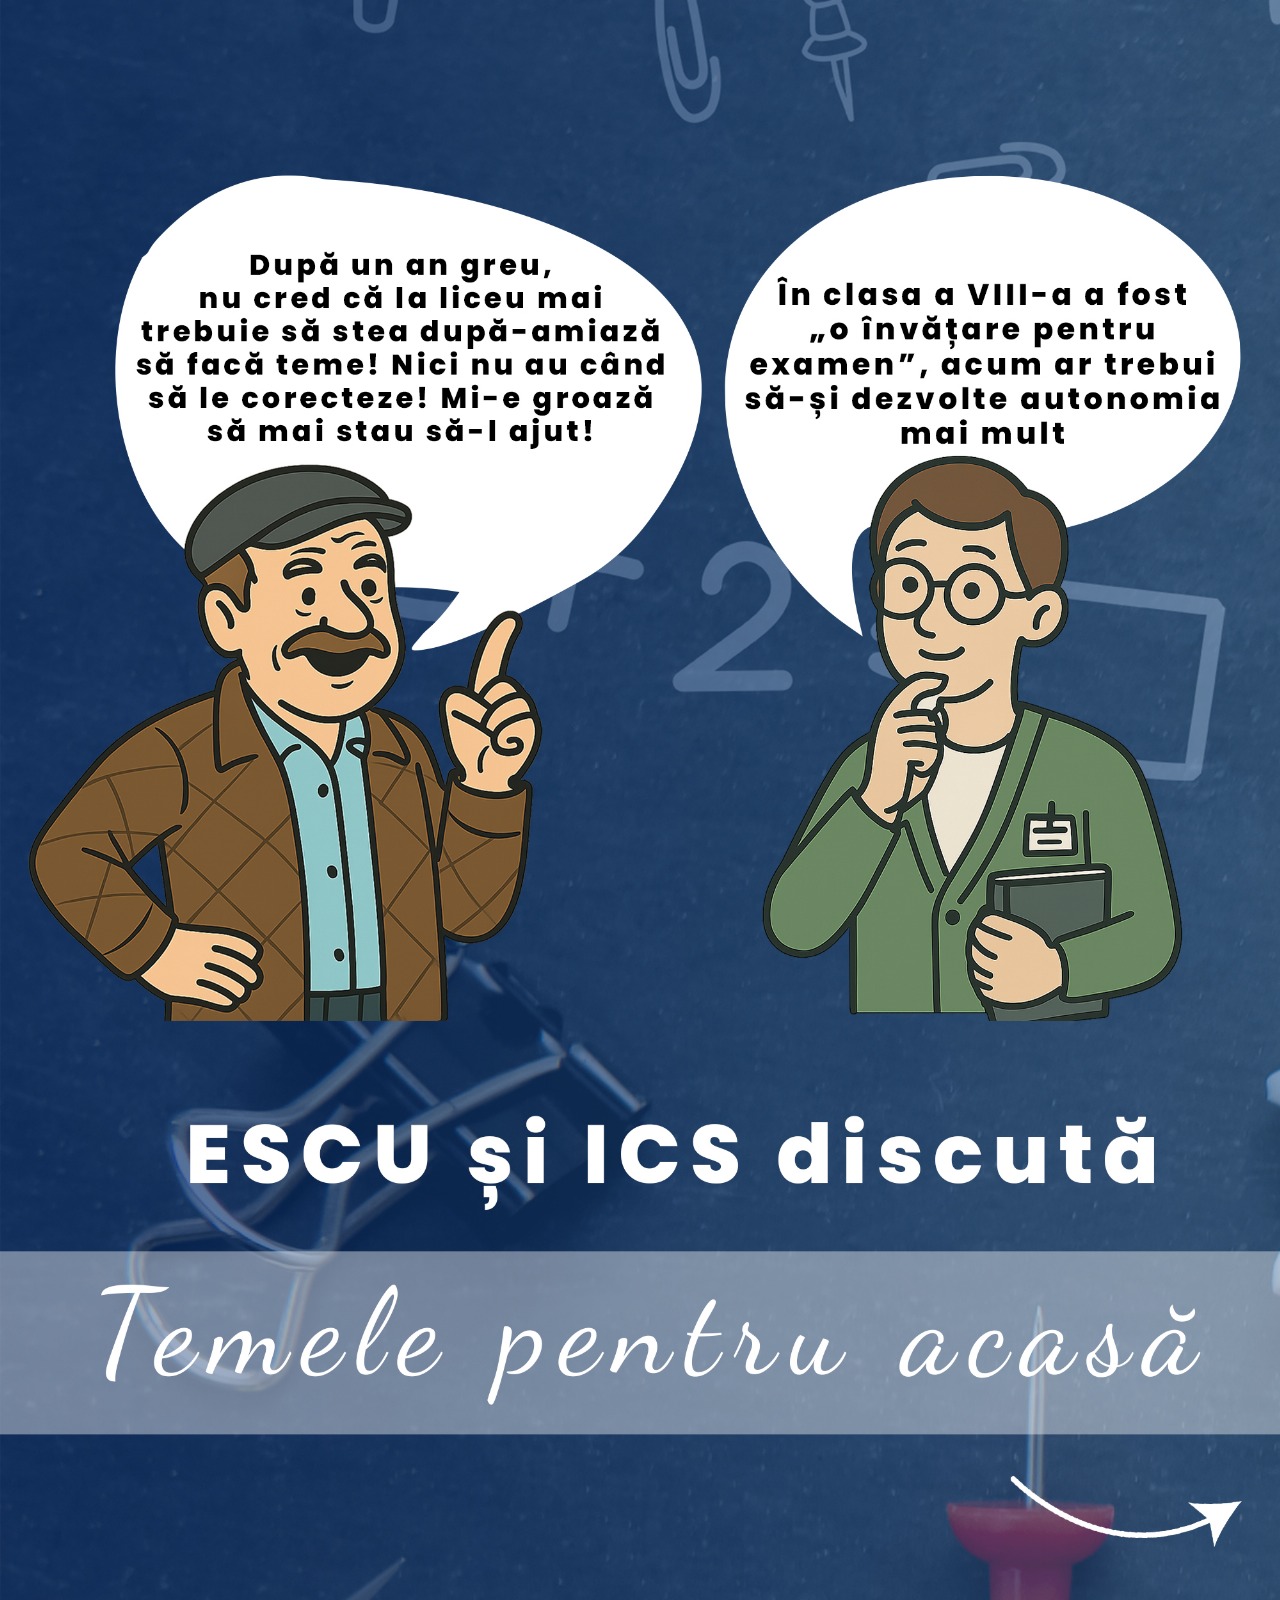 După un an greu,
nu cred că la liceu mai
trebuie să stea după-amiază
să facă teme! Nici nu au când
să le corecteze! Mi-e groază
să mai stau să-l ajut!
În clasa a VIII-a a fost
„o învățare pentru
examen”, acum ar trebui
să-și dezvolte autonomia
mai mult
2
ESCU și ICS discută
Temele pentru acasă